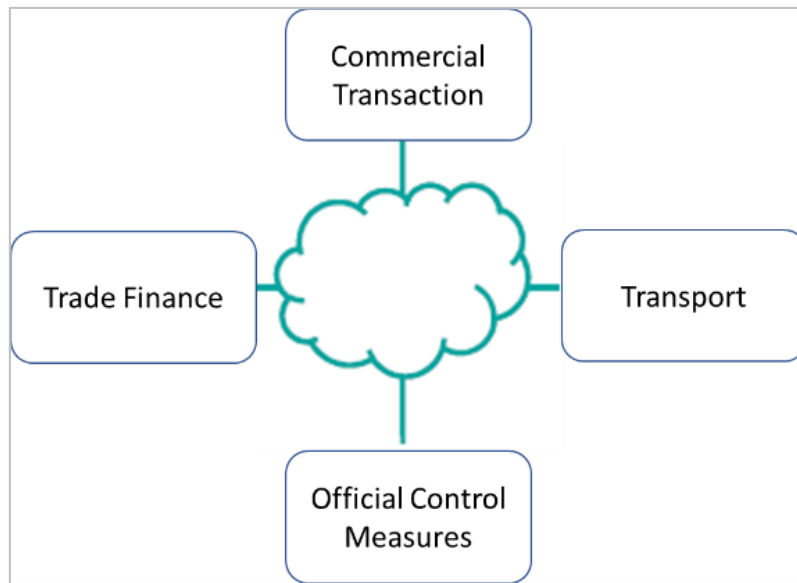 Commercial
Transaction
Trade Finance
Transport
Official Control
Measures